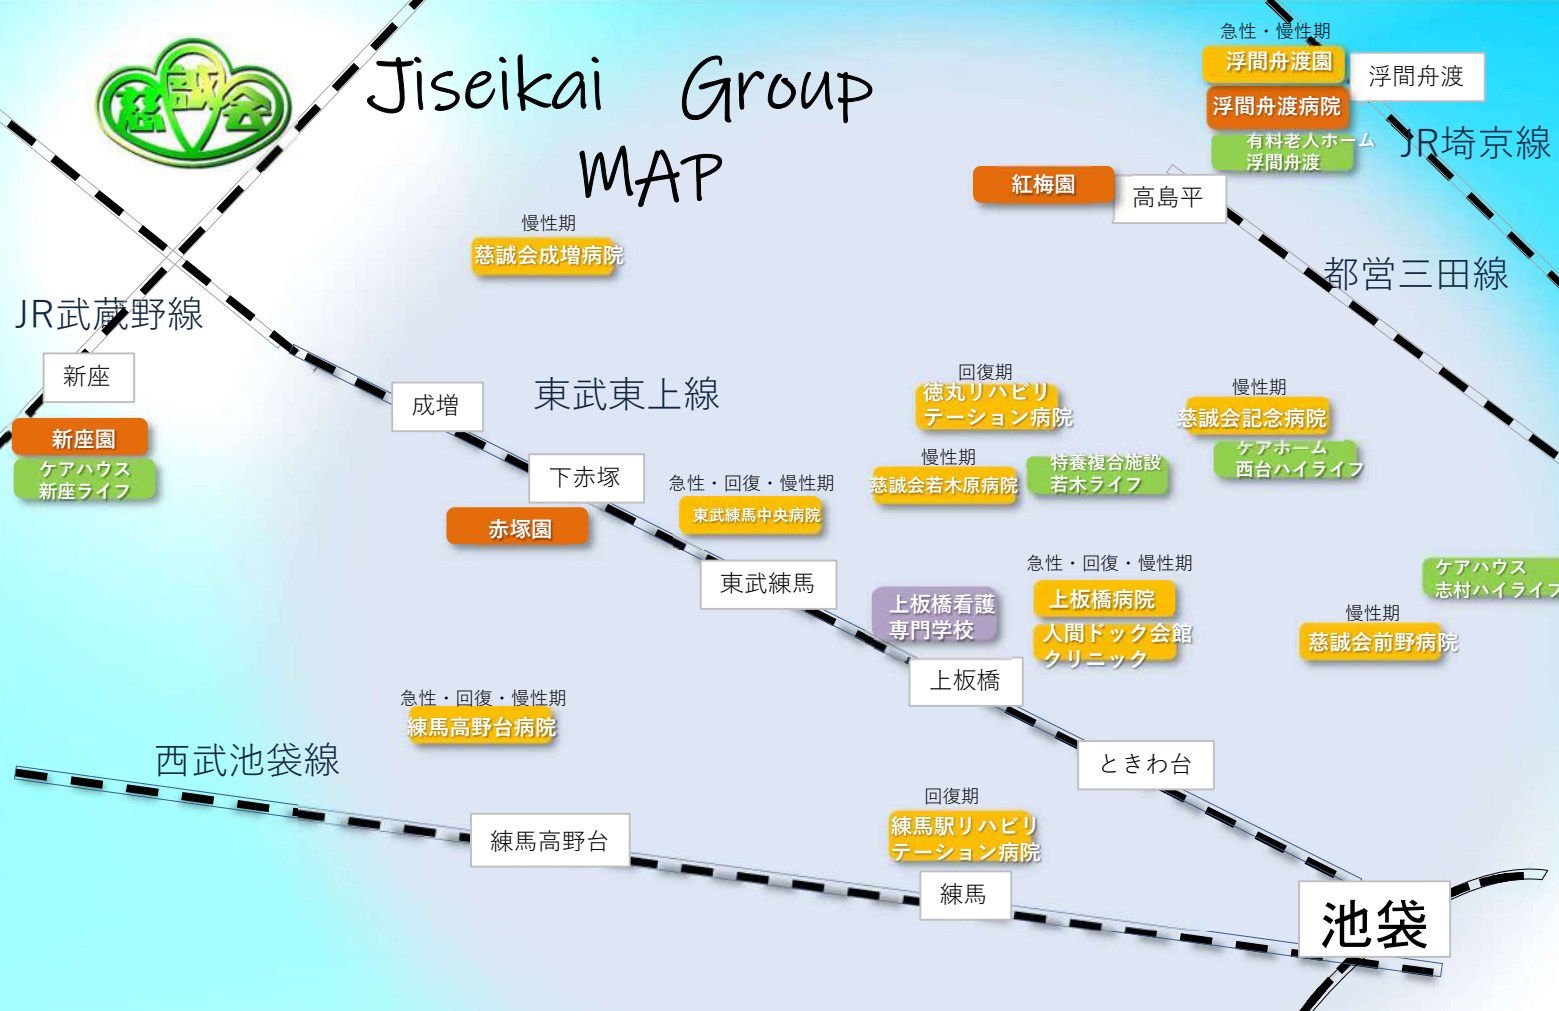 慈誠会
Jiseikai Group
MAP
急性・慢性期
浮間舟渡園
浮間舟渡
浮間舟渡病院
有料老人ホーム
浮間舟渡
JR埼京線
紅梅園
高島平
慢性期
慈誠会成増病院
都営三田線
JR武蔵野線
新座
新座園
ケアハウス
新座ライフ
成増
東武東上線
回復期
徳丸リハビリ
テーション病院
慢性期
慈誠会記念病院
ケアホーム
西台ハイライフ
慢性期
慈誠会若木原病院
特養複合施設
若木ライフ
下赤塚
赤塚園
急性・回復・慢性期
東武練馬中央病院
東武練馬
上板橋看護
専門学校
急性・回復・慢性期
上板橋病院
人間ドック会館
クリニック
ケアハウス
志村ハイライフ
慢性期
慈誠会前野病院
上板橋
急性・回復・慢性期
練馬高野台病院
西武池袋線
ときわ台
練馬高野台
回復期
練馬駅リハビリ
テーション病院
練馬
池袋